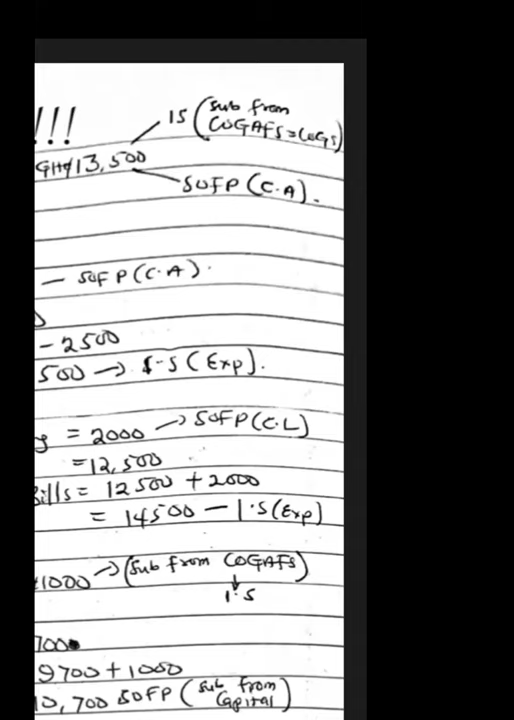 !!!
IS (sub from
COGAFS = COGS)
GH¢13,500
SOFP (C.A).
— SOFP (C.A).
- 2500
500 → I.S (Exp).
= 2000 → SOFP (C.L)
= 12,500
Bills = 12500 + 2000
= 14500 — I.S (Exp)
1000 → (sub from COGAFS)
↓
I.S
700
9700 + 1000
10,700 SOFP (sub from
Capital)